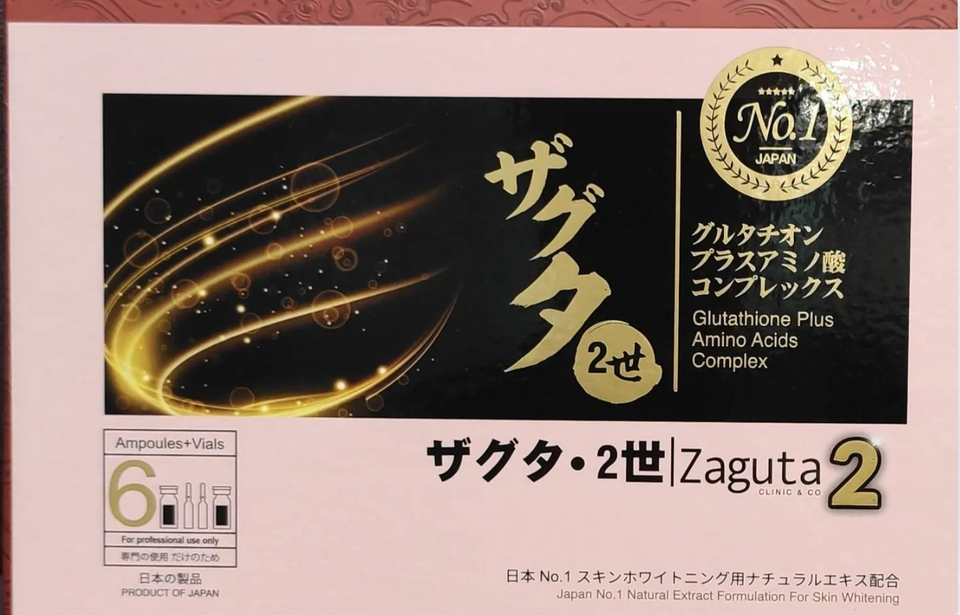 No.1
JAPAN
ザグタ
2世
グルタチオン
プラスアミノ酸
コンプレックス
Glutathione Plus
Amino Acids
Complex
ザグタ・2世|Zaguta 2
CLINIC & CO
Ampoules+Vials
6
For professional use only
専門の使用 だけのため
日本の製品
PRODUCT OF JAPAN
日本 No.1 スキンホワイトニング用ナチュラルエキス配合
Japan No.1 Natural Extract Formulation For Skin Whitening